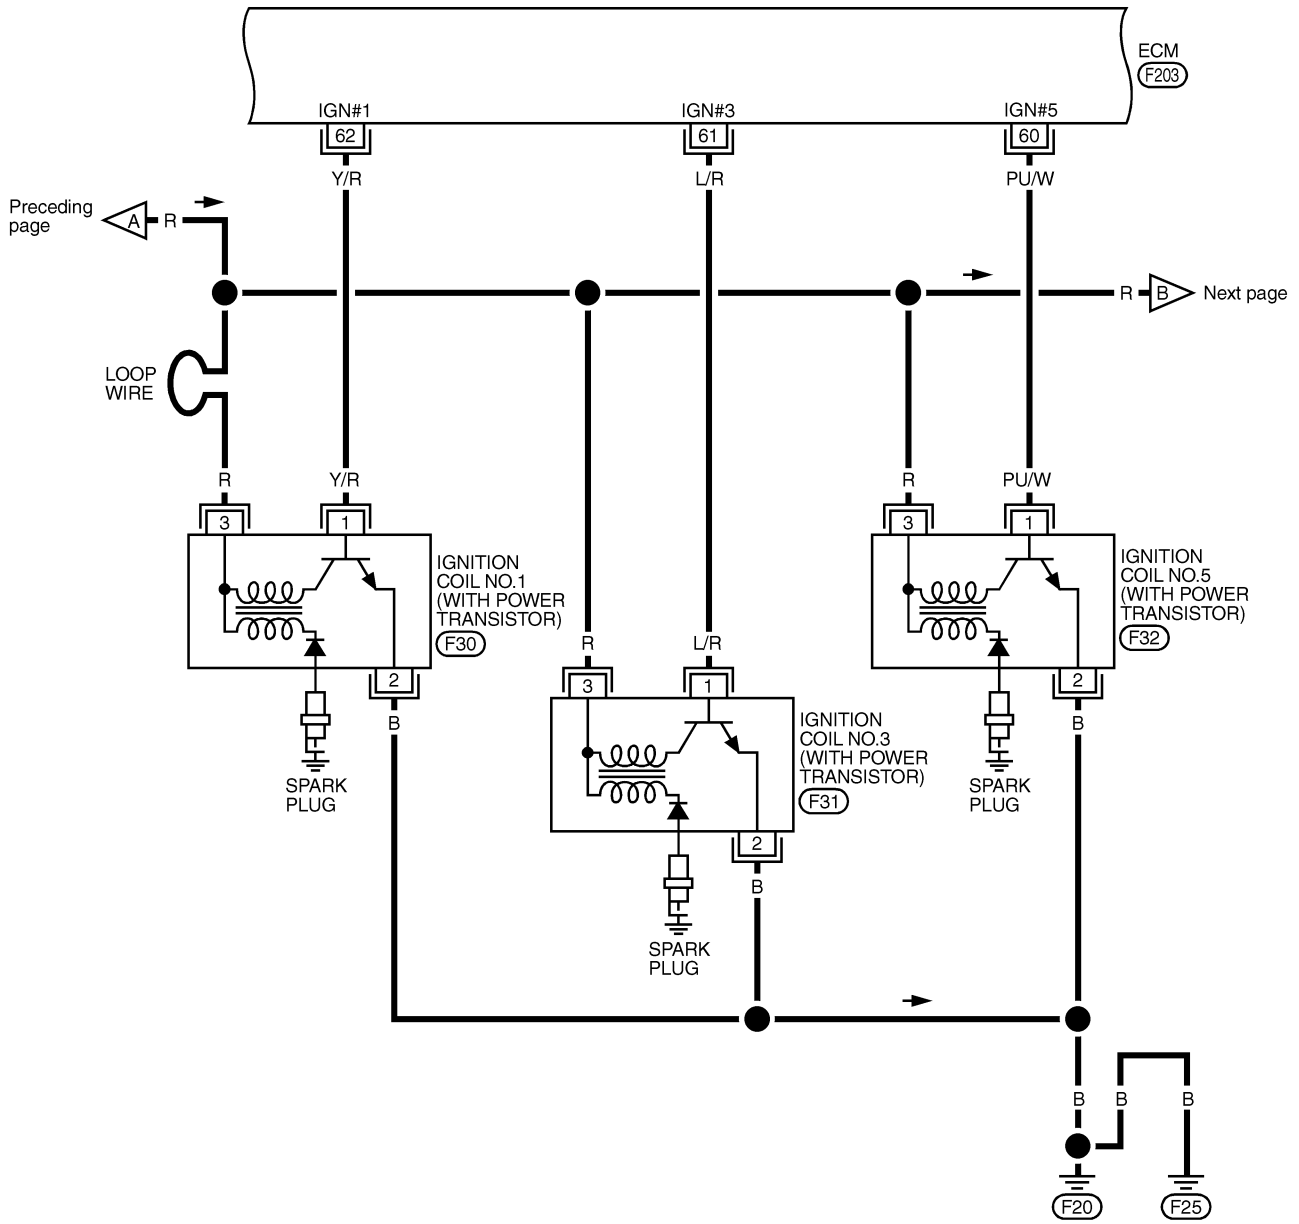 ECM
F203
IGN#1
IGN#3
IGN#5
62
61
60
Y/R
L/R
PU/W
Preceding
page
A
R
R
B
Next page
LOOP
WIRE
R
Y/R
R
PU/W
3
1
3
1
IGNITION
COIL NO.1
(WITH POWER
TRANSISTOR)
F30
IGNITION
COIL NO.5
(WITH POWER
TRANSISTOR)
F32
R
L/R
2
3
1
2
B
B
IGNITION
COIL NO.3
(WITH POWER
TRANSISTOR)
F31
SPARK
PLUG
SPARK
PLUG
2
B
SPARK
PLUG
B
B
B
F20
F25